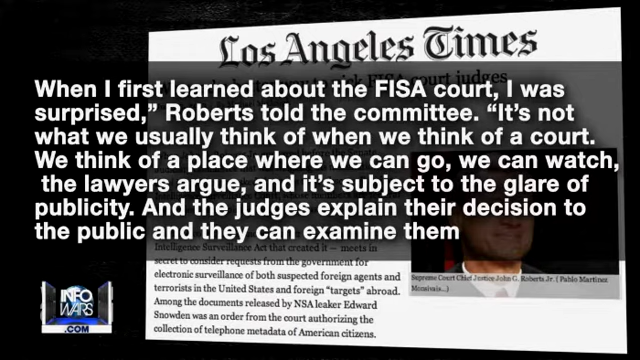 Los Angeles Times
FISA court judges
When I first learned about the FISA court, I was
surprised,” Roberts told the committee. “It’s not
what we usually think of when we think of a court.
We think of a place where we can go, we can watch,
the lawyers argue, and it’s subject to the glare of
publicity. And the judges explain their decision to
the public and they can examine them
Intelligence Surveillance Act that created it — meets in
secret to consider requests from the government for
electronic surveillance of both suspected foreign agents and
terrorists in the United States and foreign “targets” abroad.
Among the documents released by NSA leaker Edward
Snowden was an order from the court authorizing the
collection of telephone metadata of American citizens.
Supreme Court Chief Justice John G. Roberts Jr. ( Pablo Martinez
Monsivais...)
INFO
WARS
.COM